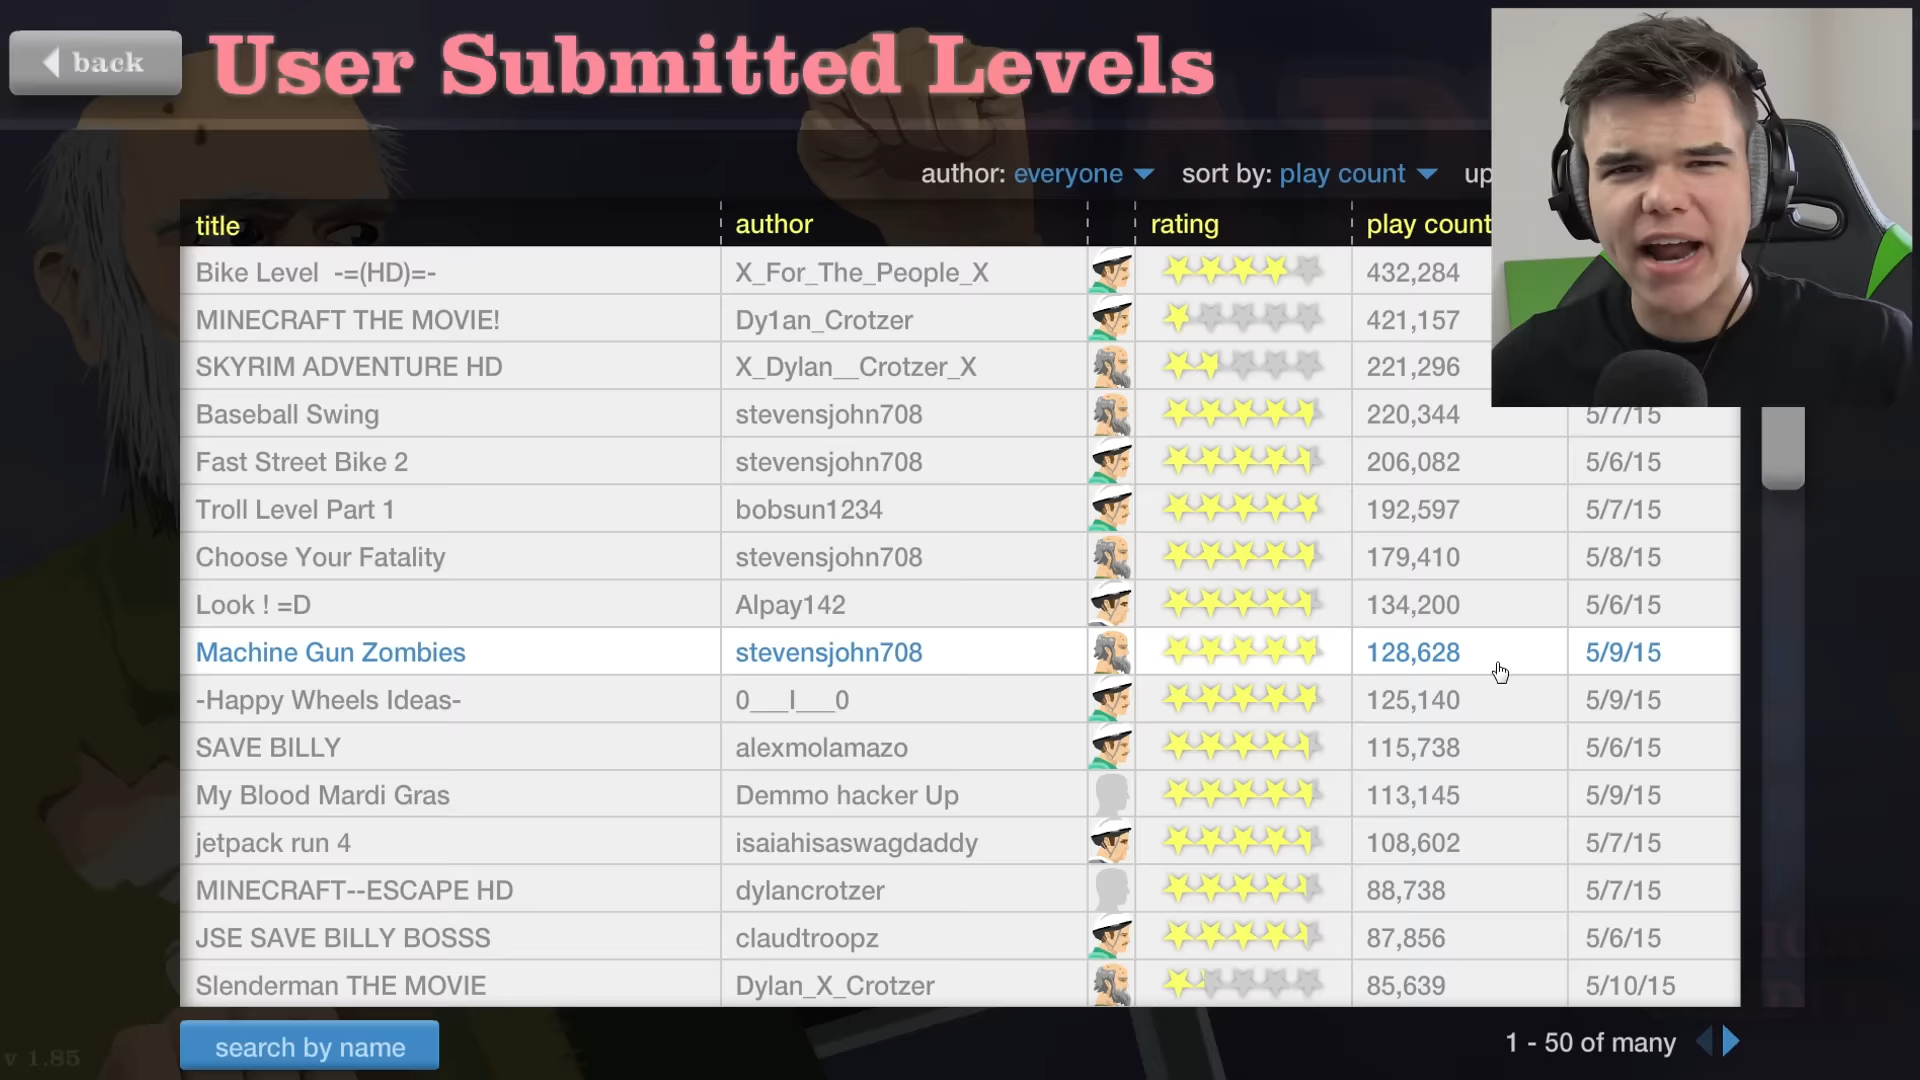 back
User Submitted Levels
author: everyone sort by: play count up
title author rating play count
Bike Level -=(HD)=- X_For_The_People_X 432,284
MINECRAFT THE MOVIE! Dy1an_Crotzer 421,157
SKYRIM ADVENTURE HD X_Dylan__Crotzer_X 221,296
Baseball Swing stevensjohn708 220,344 5/7/15
Fast Street Bike 2 stevensjohn708 206,082 5/6/15
Troll Level Part 1 bobsun1234 192,597 5/7/15
Choose Your Fatality stevensjohn708 179,410 5/8/15
Look ! =D Alpay142 134,200 5/6/15
Machine Gun Zombies stevensjohn708 128,628 5/9/15
-Happy Wheels Ideas- 0___I___0 125,140 5/9/15
SAVE BILLY alexmolamazo 115,738 5/6/15
My Blood Mardi Gras Demmo hacker Up 113,145 5/9/15
jetpack run 4 isaiahisaswagdaddy 108,602 5/7/15
MINECRAFT--ESCAPE HD dylancrotzer 88,738 5/7/15
JSE SAVE BILLY BOSSS claudtroopz 87,856 5/6/15
Slenderman THE MOVIE Dylan_X_Crotzer 85,639 5/10/15
search by name 1 - 50 of many
v 1.85